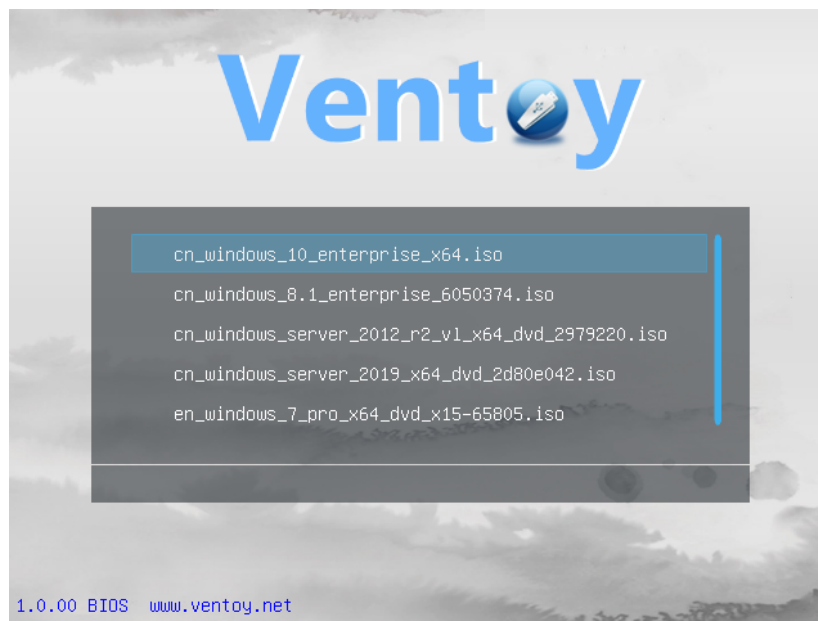 Ventoy
cn_windows_10_enterprise_x64.iso
cn_windows_8.1_enterprise_6050374.iso
cn_windows_server_2012_r2_vl_x64_dvd_2979220.iso
cn_windows_server_2019_x64_dvd_2d80e042.iso
en_windows_7_pro_x64_dvd_x15-65805.iso
1.0.00 BIOS www.ventoy.net